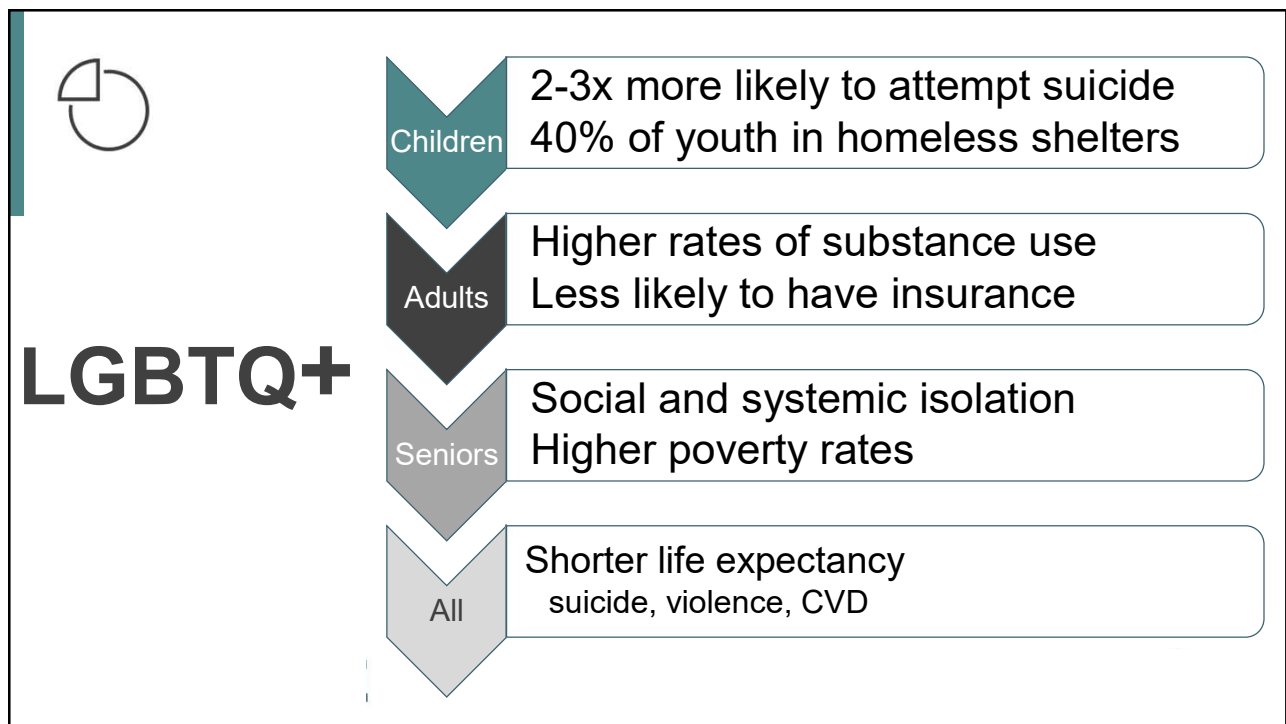 LGBTQ+
Children
2-3x more likely to attempt suicide
40% of youth in homeless shelters
Adults
Higher rates of substance use
Less likely to have insurance
Seniors
Social and systemic isolation
Higher poverty rates
All
Shorter life expectancy
suicide, violence, CVD